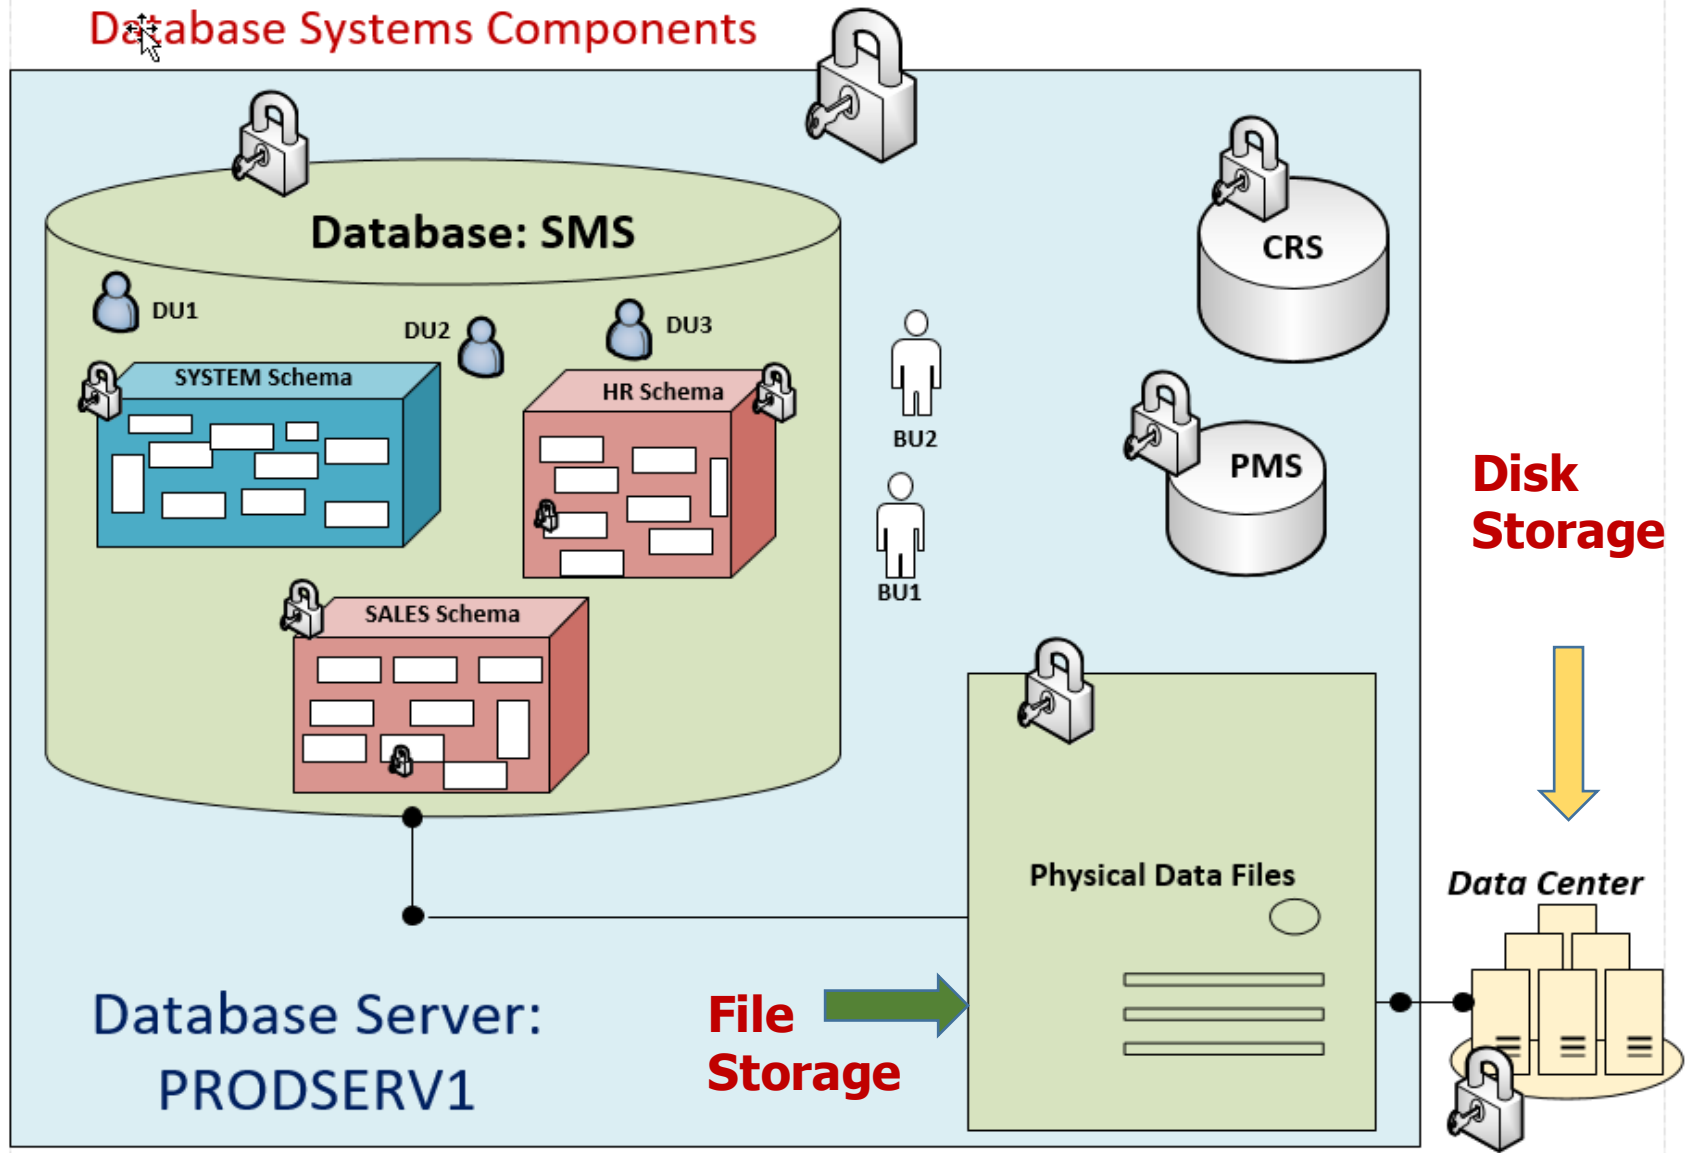 Database Systems Components
Database: SMS
DU1
DU2
DU3
SYSTEM Schema
HR Schema
SALES Schema
BU2
BU1
CRS
PMS
Disk
Storage
Physical Data Files
Data Center
File
Storage
Database Server:
PRODSERV1